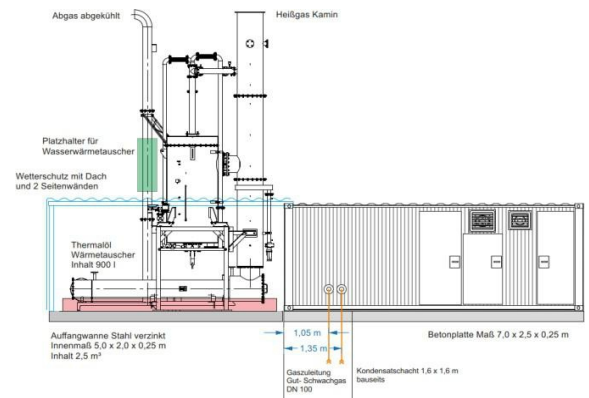 Abgas abgekühlt
Heißgas Kamin
Platzhalter für
Wasserwärmetauscher
Wetterschutz mit Dach
und 2 Seitenwänden
Thermalöl
Wärmetauscher
Inhalt 900 l
Auffangwanne Stahl verzinkt
Innenmaß 5,0 x 2,0 x 0,25 m
Inhalt 2,5 m³
1,05 m
1,35 m
Betonplatte Maß 7,0 x 2,5 x 0,25 m
Gaszuleitung
Gut- Schwachgas
DN 100
Kondensatschacht 1,6 x 1,6 m
bauseits